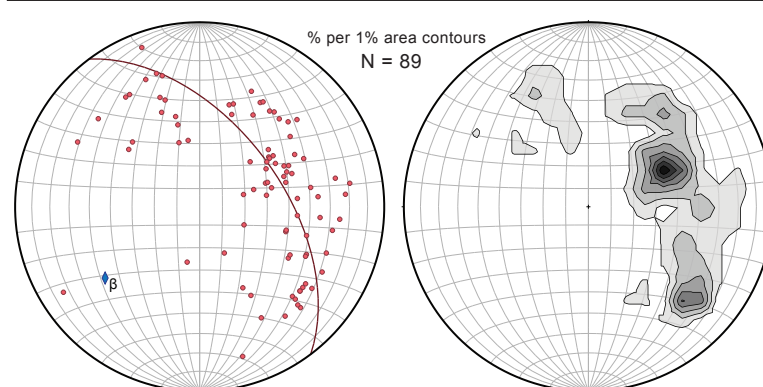 % per 1% area contours
N = 89
β